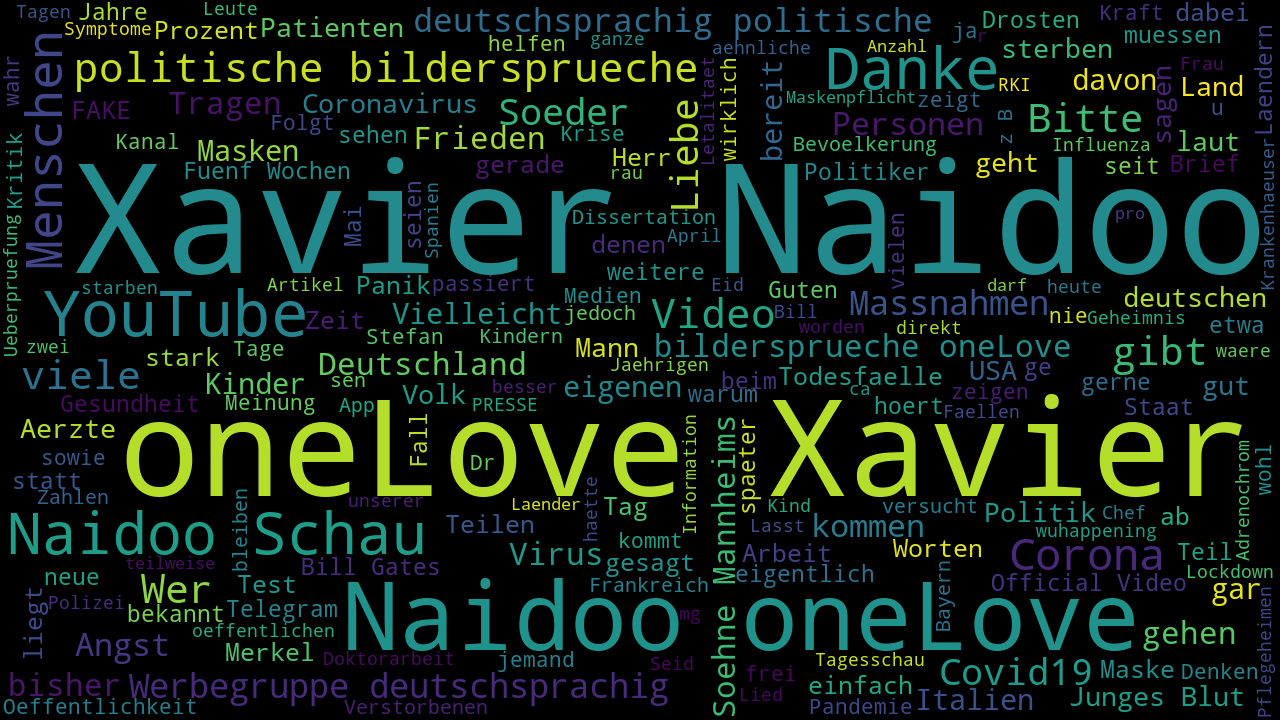 Tagen Jahre Leute deutschsprachig politische Drosten Kraft dabei
Symptome Prozent Patienten helfen ganze aehnliche Anzahl ja r sterben muessen
wahr Menschen politische bildersprueche wirklich bereit Danke RKI davon Land Frau
FAKE Tragen Coronavirus Soeder Liebe Letalitaet Maskenpflicht zeigt z B sagen u Laendern
Folgt sehen Frieden Krise Personen Bitte
Kanal Masken Herr Bevoelkerung Influenza laut
Kritik Fuenf Wochen gerade rau Politiker geht seit Brief
Xavier Naidoo
Mai seien Spanien Dissertation pro
denen April vielen
Ueberpruefung weitere Krankenhaeuser
starben Artikel Panik passiert Medien Eid Guten darf heute
YouTube Zeit Vielleicht jedoch Video Bill Massnahmen nie deutschen
Geheimnis
zwei Stefan Kindern worden direkt etwa
stark Tage Deutschland Mann bildersprueche oneLove gibt waere
viele Kinder sen Jaehrigen Todesfaelle USA ge
Gesundheit Meinung App Volk besser eigenen warum beim ca zeigen gerne gut
PRESSE hoert Faellen Staat
Aerzte oneLove Fall Dr Information Soehne Mannheims spaeter Xavier
sowie Adrenochrom wohl
statt
Zahlen unserer Laender Tag Kind versucht Politik Chef ab
Naidoo Schau bleiben Teilen haette Lasst kommen wuhappening
teilweise Virus kommt gesagt Arbeit Worten Corona Teil
neue Wer Test Bill Gates Frankreich eigentlich Official Video Lockdown
liegt Polizei bekannt Telegram Naidoo mg oneLove Bayern gar
Angst oeffentlichen gehen
Merkel Doktorarbeit jemand Seid Tagesschau Pflegeheimen
bisher Werbegruppe deutschsprachig frei einfach Covid19 Maske Denken
Oeffentlichkeit Verstorbenen Lied Pandemie Italien Junges Blut